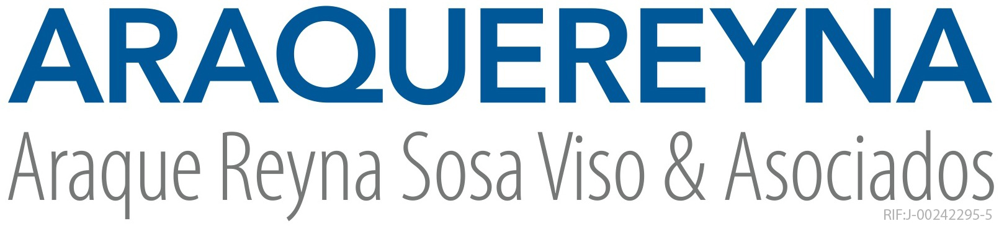 ARAQUEREYNA
Araque Reyna Sosa Viso & Asociados
RIF:J-00242295-5